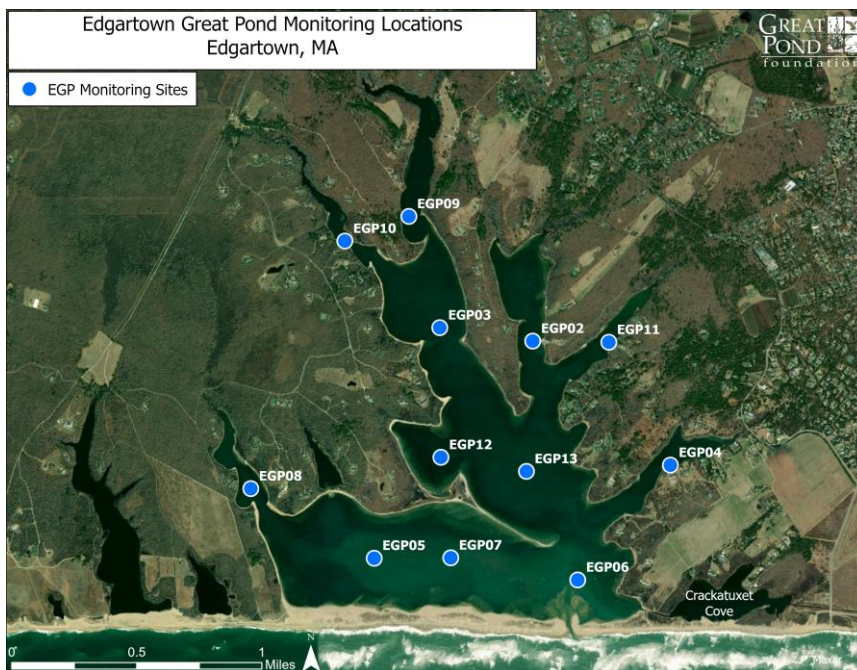 Edgartown Great Pond Monitoring Locations
Edgartown, MA
GREAT
POND
foundation
EGP Monitoring Sites
EGP09
EGP10
EGP03
EGP02
EGP11
EGP12
EGP13
EGP04
EGP08
EGP05
EGP07
EGP06
Crackatuxet
Cove
0
0.5
1
Miles
N
Maxar